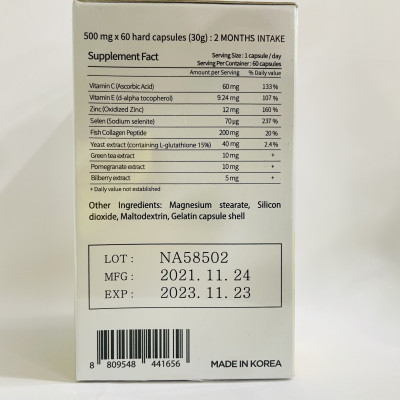 500 mg x 60 hard capsules (30g) : 2 MONTHS INTAKE
Supplement Fact
Serving Size : 1 capsule / day
Serving Per Container : 60 capsules
Amount per Serving % Daily value
Vitamin C (Ascorbic Acid) 60 mg 133 %
Vitamin E (d-alpha tocopherol) 9.24 mg 107 %
Zinc (Oxidized Zinc) 12 mg 160 %
Selen (Sodium selenite) 70 µg 237 %
Fish Collagen Peptide 200 mg 20 %
Yeast extract (containing L-glutathione 15%) 40 mg 2.4 %
Green tea extract 10 mg +
Pomegranate extract 10 mg +
Bilberry extract 5 mg +
+ Daily value not established
Other Ingredients: Magnesium stearate, Silicon
dioxide, Maltodextrin, Gelatin capsule shell
LOT : NA58502
MFG : 2021. 11. 24
EXP : 2023. 11. 23
8 809548 441656
MADE IN KOREA